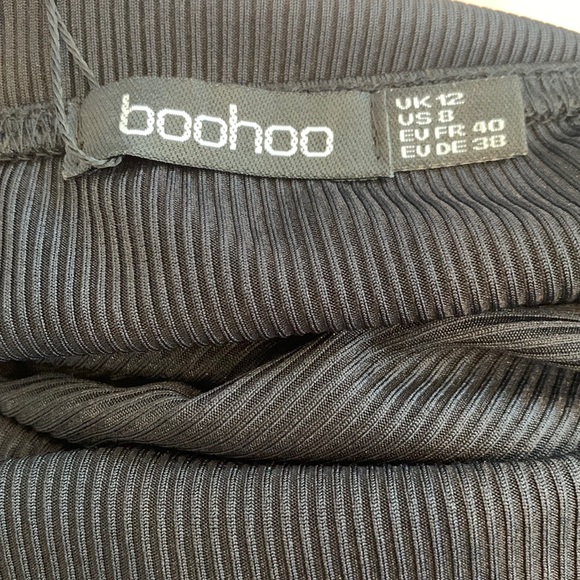 boohoo
UK 12
US 8
EU FR 40
EU DE 38